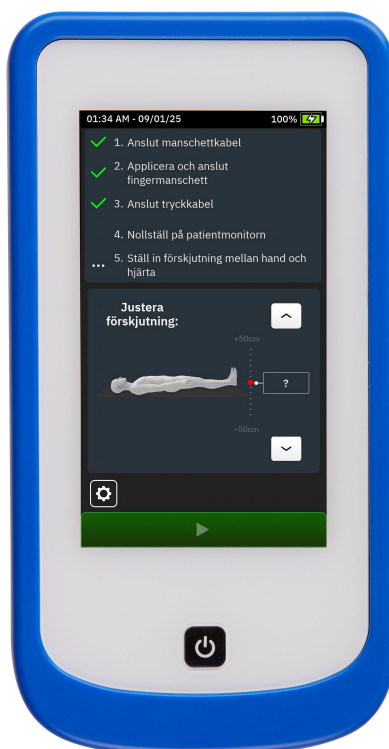 01:34 AM - 09/01/25 100%
1. Anslut manschettkabel
2. Applicera och anslut
fingermanschett
3. Anslut tryckkabel
4. Nollställ på patientmonitorn
... 5. Ställ in förskjutning mellan hand och
hjärta
Justera
förskjutning:
+50cm
?
-50cm